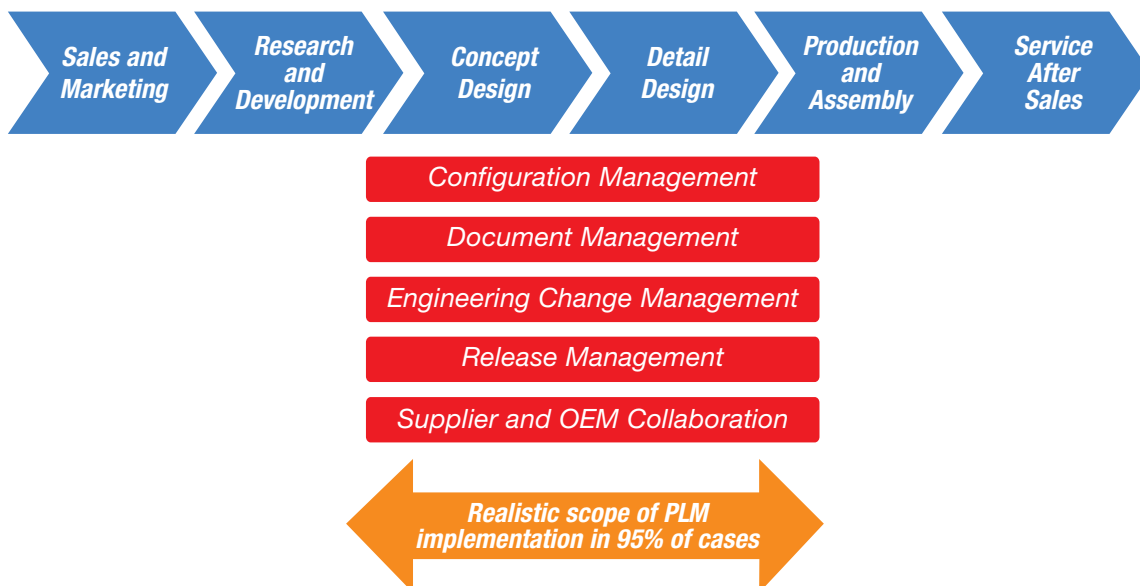 Sales and
Marketing
Research
and
Development
Concept
Design
Detail
Design
Production
and
Assembly
Service
After
Sales
Configuration Management
Document Management
Engineering Change Management
Release Management
Supplier and OEM Collaboration
Realistic scope of PLM
implementation in 95% of cases